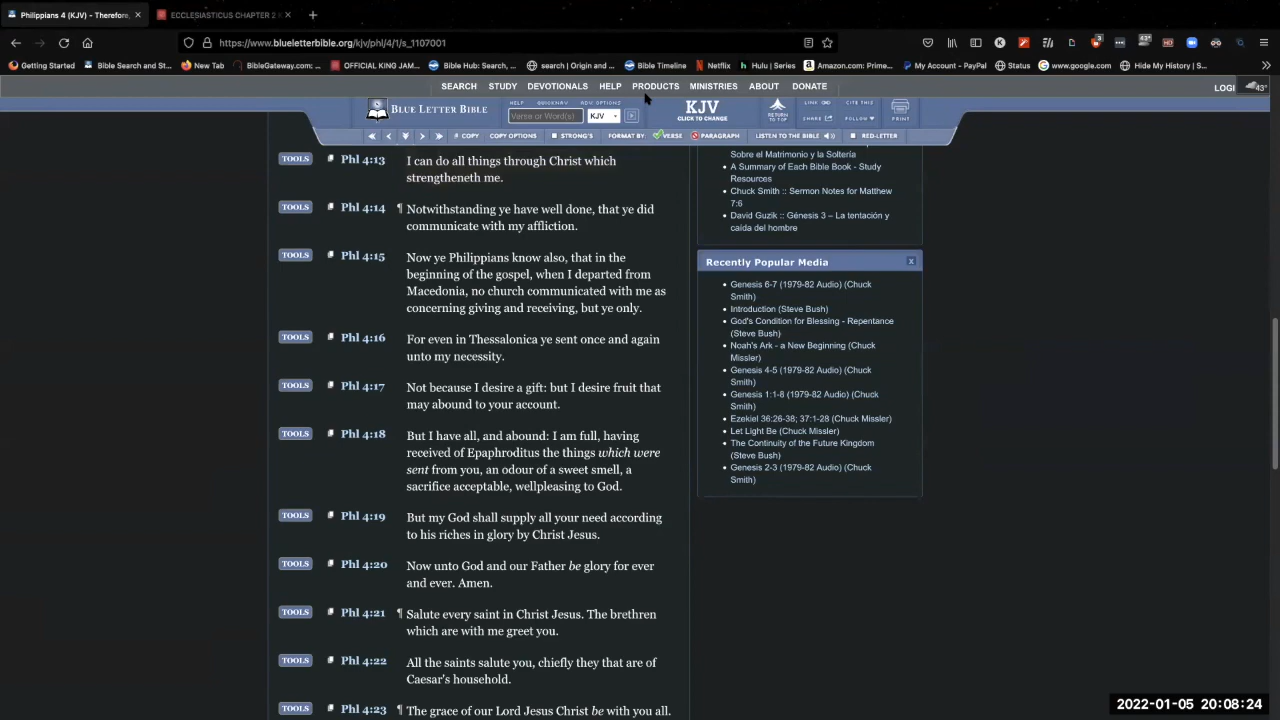 Philippians 4 (KJV) - Therefore,
ECCLESIASTICUS CHAPTER 2
https://www.blueletterbible.org/kjv/phl/4/1/s_1107001
Getting Started
Bible Search and St...
New Tab
BibleGateway.com:...
OFFICIAL KING JAM...
Bible Hub: Search,...
search | Origin and ...
Bible Timeline
Netflix
Hulu | Series
Amazon.com: Prime...
My Account - PayPal
Status
www.google.com
Hide My History | S...
SEARCH STUDY DEVOTIONALS HELP PRODUCTS MINISTRIES ABOUT DONATE
LOGI
43°
BLUE LETTER BIBLE
HELP QUICKNAV ADV. OPTIONS
Verse or Word(s)
KJV
KJV
CLICK TO CHANGE
RETURN
TO TOP
LINK
SHARE
CITE THIS
FOLLOW
PRINT
COPY COPY OPTIONS STRONG'S FORMAT BY VERSE PARAGRAPH LISTEN TO THE BIBLE RED-LETTER
TOOLS Phl 4:13 I can do all things through Christ which
strengtheneth me.
TOOLS Phl 4:14 ¶ Notwithstanding ye have well done, that ye did
communicate with my affliction.
TOOLS Phl 4:15 Now ye Philippians know also, that in the
beginning of the gospel, when I departed from
Macedonia, no church communicated with me as
concerning giving and receiving, but ye only.
TOOLS Phl 4:16 For even in Thessalonica ye sent once and again
unto my necessity.
TOOLS Phl 4:17 Not because I desire a gift: but I desire fruit that
may abound to your account.
TOOLS Phl 4:18 But I have all, and abound: I am full, having
received of Epaphroditus the things which were
sent from you, an odour of a sweet smell, a
sacrifice acceptable, wellpleasing to God.
TOOLS Phl 4:19 But my God shall supply all your need according
to his riches in glory by Christ Jesus.
TOOLS Phl 4:20 Now unto God and our Father be glory for ever
and ever. Amen.
TOOLS Phl 4:21 ¶ Salute every saint in Christ Jesus. The brethren
which are with me greet you.
TOOLS Phl 4:22 All the saints salute you, chiefly they that are of
Caesar's household.
TOOLS Phl 4:23 ¶ The grace of our Lord Jesus Christ be with you all.
Sobre el Matrimonio y la Soltería
A Summary of Each Bible Book - Study
Resources
Chuck Smith :: Sermon Notes for Matthew
7:6
David Guzik :: Génesis 3 – La tentación y
caída del hombre
Recently Popular Media
Genesis 6-7 (1979-82 Audio) (Chuck
Smith)
Introduction (Steve Bush)
God's Condition for Blessing - Repentance
(Steve Bush)
Noah's Ark - a New Beginning (Chuck
Missler)
Genesis 4-5 (1979-82 Audio) (Chuck
Smith)
Genesis 1:1-8 (1979-82 Audio) (Chuck
Smith)
Ezekiel 36:26-38; 37:1-28 (Chuck Missler)
Let Light Be (Chuck Missler)
The Continuity of the Future Kingdom
(Steve Bush)
Genesis 2-3 (1979-82 Audio) (Chuck
Smith)
2022-01-05 20:08:24